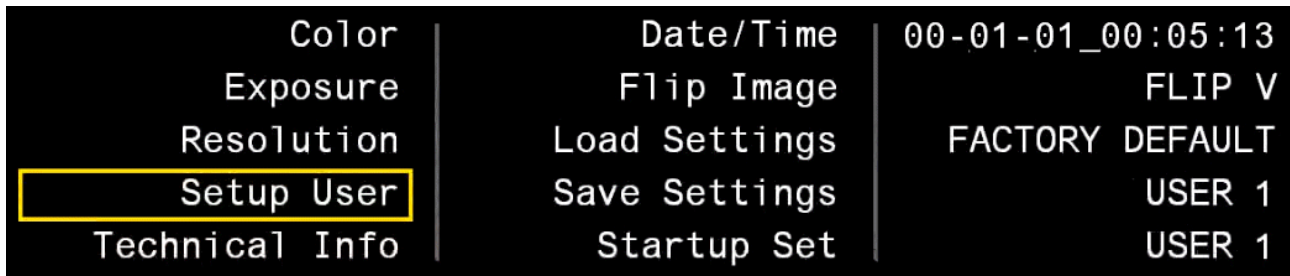 Color Date/Time 00-01-01_00:05:13
Exposure Flip Image FLIP V
Resolution Load Settings FACTORY DEFAULT
Setup User Save Settings USER 1
Technical Info Startup Set USER 1